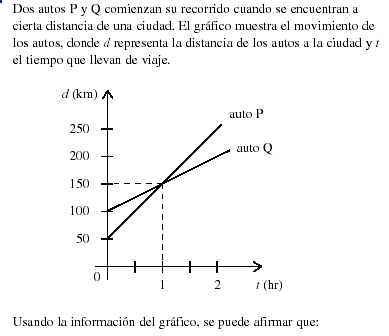 Dos autos P y Q comienzan su recorrido cuando se encuentran a
cierta distancia de una ciudad. El gráfico muestra el movimiento de
los autos, donde d representa la distancia de los autos a la ciudad y t
el tiempo que llevan de viaje.
d (km)
auto P
250
auto Q
200
150
100
50
0
1
2
t (hr)
Usando la información del gráfico, se puede afirmar que: